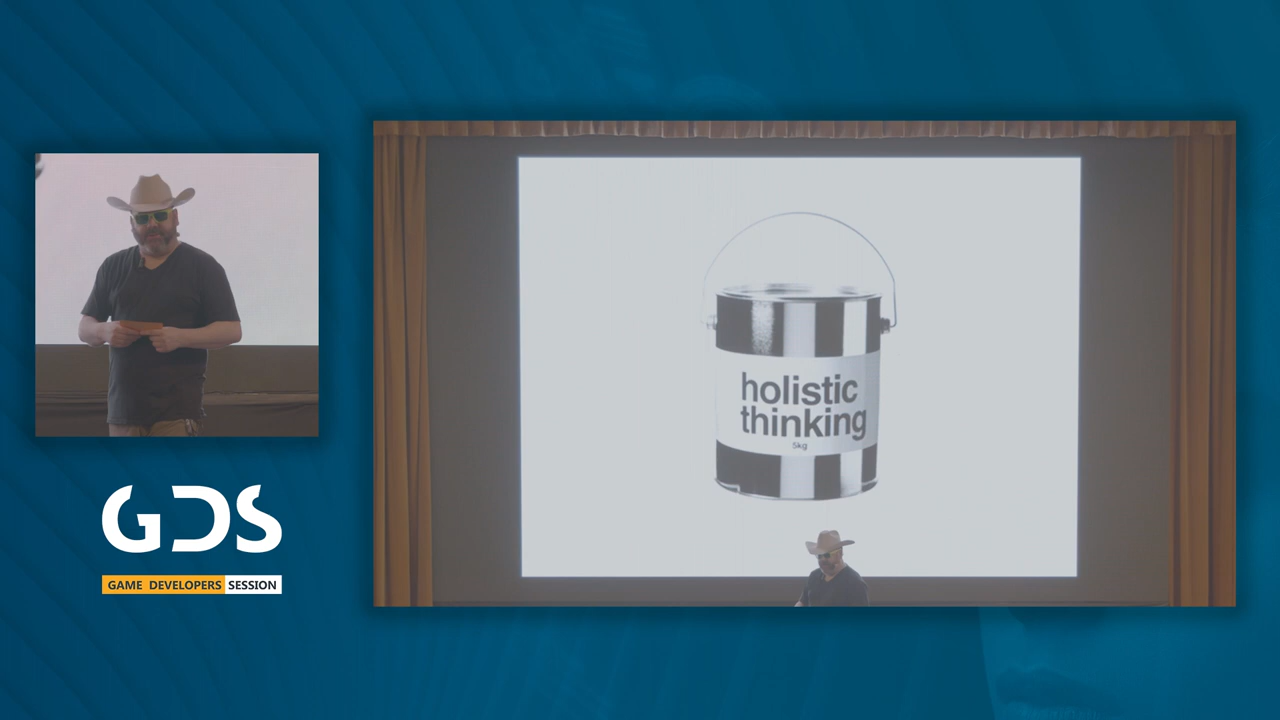 GDS
GAME DEVELOPERS SESSION
holistic
thinking
5kg